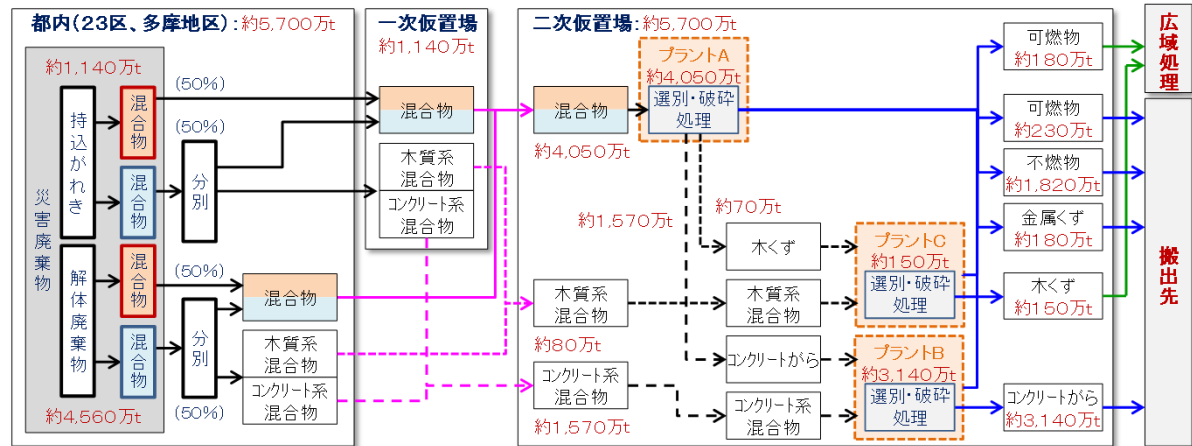 都内(23区、多摩地区):約5,700万t
約1,140万t
災害廃棄物
持込がれき
混合物
(50%)
混合物
(50%)
分別
解体廃棄物
混合物
(50%)
混合物
分別
(50%)
約4,560万t
混合物
木質系
混合物
コンクリート系
混合物
一次仮置場
約1,140万t
混合物
木質系
混合物
コンクリート系
混合物
二次仮置場:約5,700万t
混合物
約4,050万t
プラントA
約4,050万t
選別・破砕
処理
約1,570万t
約70万t
木くず
木質系
混合物
約80万t
木質系
混合物
コンクリート系
混合物
約1,570万t
コンクリートがら
コンクリート系
混合物
プラントC
約150万t
選別・破砕
処理
プラントB
約3,140万t
選別・破砕
処理
可燃物
約180万t
可燃物
約230万t
不燃物
約1,820万t
金属くず
約180万t
木くず
約150万t
コンクリートがら
約3,140万t
広域処理
搬出先